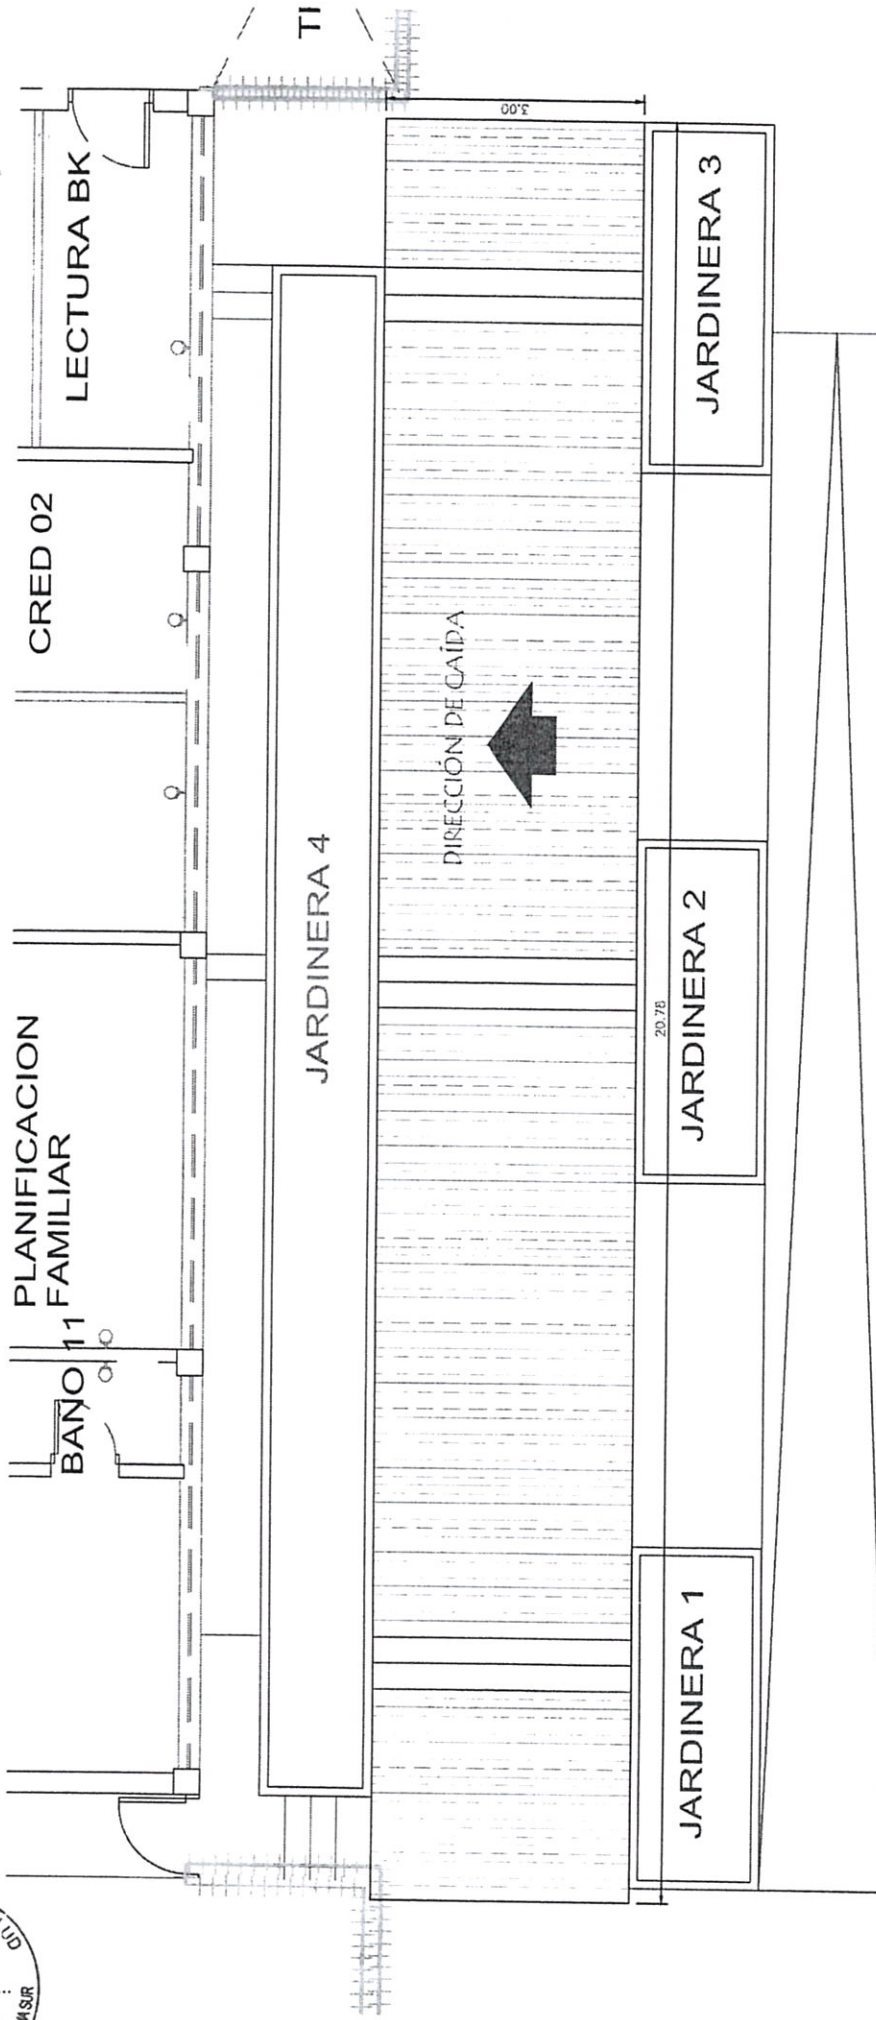 TI
LECTURA BK
CRED 02
PLANIFICACION
FAMILIAR
BAÑO 11
3.00
JARDINERA 4
DIRECCIÓN DE CAÍDA
20.78
JARDINERA 3
JARDINERA 2
JARDINERA 1
SUR